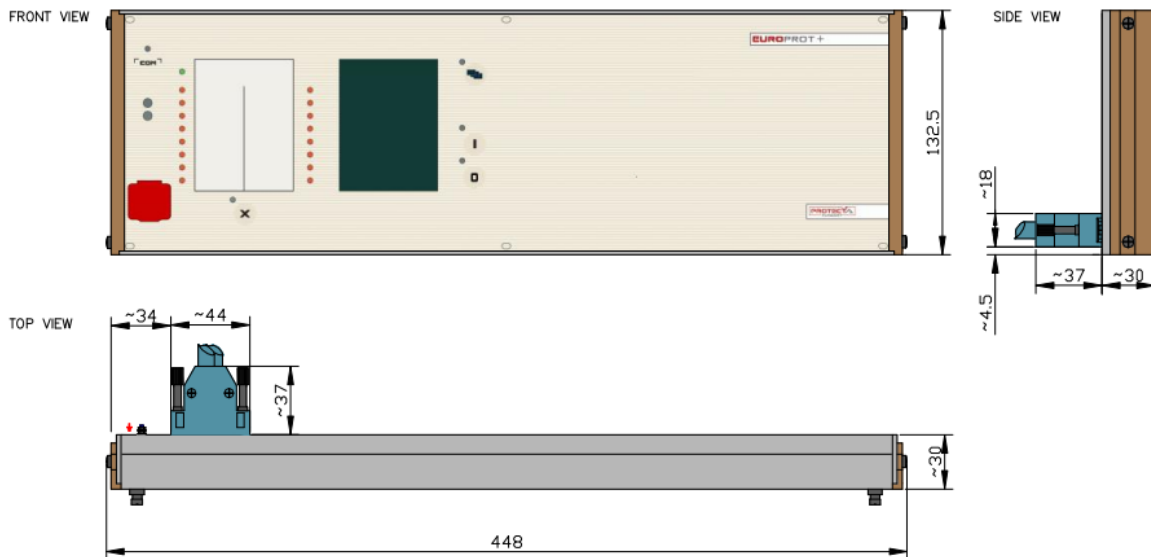 FRONT VIEW
EUROPROT+
COM
I
O
X
PROTECTA
132.5
SIDE VIEW
~18
~37
~30
~4.5
TOP VIEW
~34
~44
~37
~30
448